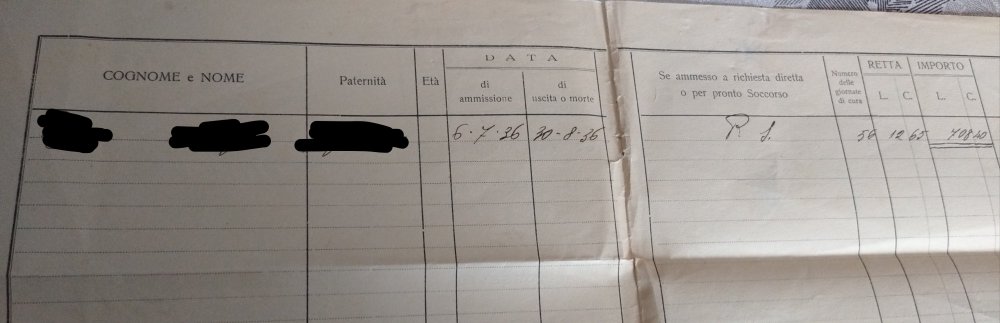 COGNOME e NOME
Paternità
Età
DATA
di ammissione
di uscita o morte
Se ammesso a richiesta diretta
o per pronto Soccorso
Numero
delle
giornate
di cura
RETTA
L. C.
IMPORTO
L. C.
6-7-36 30-8-36 P. S. 56 12 65 708 40